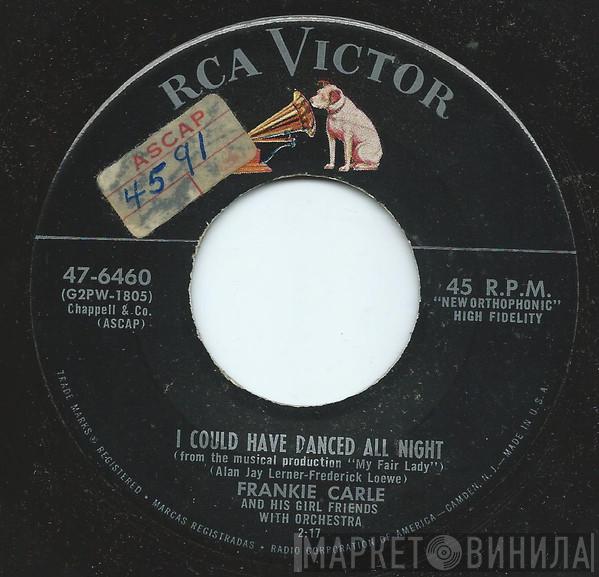 RCA VICTOR
ASCAP
4591
47-6460
(G2PW-1805)
Chappell & Co.
(ASCAP)
45 R.P.M.
"NEW ORTHOPHONIC"
HIGH FIDELITY
I COULD HAVE DANCED ALL NIGHT
(from the musical production "My Fair Lady")
(Alan Jay Lerner-Frederick Loewe)
FRANKIE CARLE
AND HIS GIRL FRIENDS
WITH ORCHESTRA
2:17
TRADE MARKS ® REGISTERED • MARCAS REGISTRADAS • RADIO CORPORATION OF AMERICA—CAMDEN, N.J.—MADE IN U.S.A.
МАРКЕТ ВИНИЛА